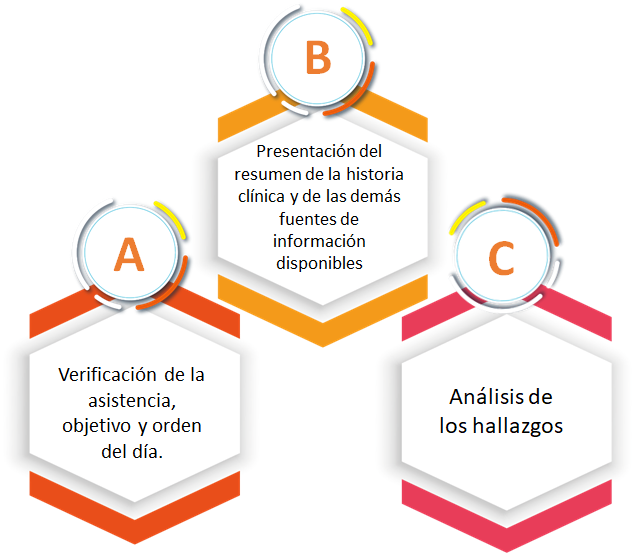 A
Verificación de la
asistencia,
objetivo y orden
del día.
B
Presentación del
resumen de la historia
clínica y de las demás
fuentes de
información
disponibles
C
Análisis de
los hallazgos